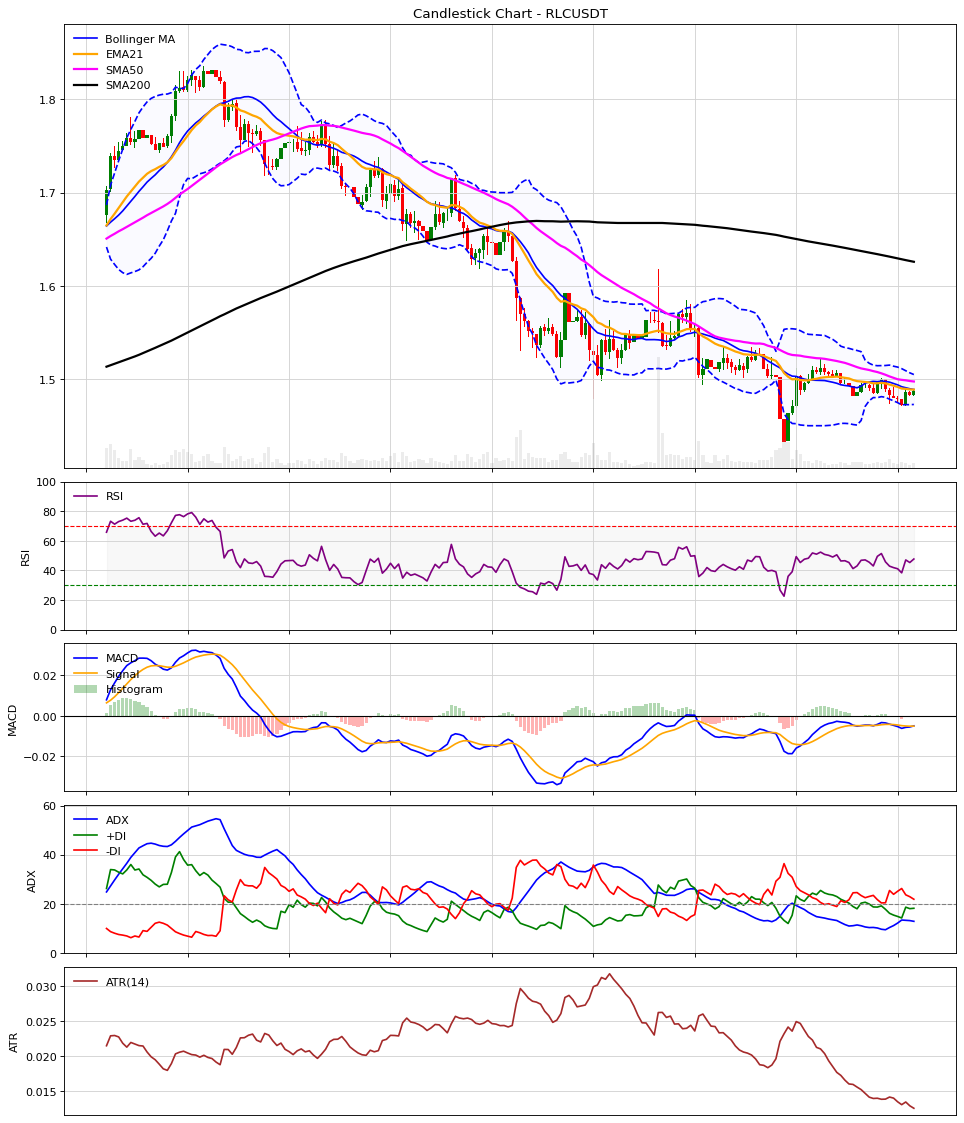 Candlestick Chart - RLCUSDT
Bollinger MA
EMA21
SMA50
SMA200
1.8
1.7
1.6
1.5
RSI
100
80
60
40
20
0
RSI
MACD
Signal
Histogram
0.02
0.00
−0.02
MACD
ADX
+DI
-DI
60
40
20
0
ADX
ATR(14)
0.030
0.025
0.020
0.015
ATR